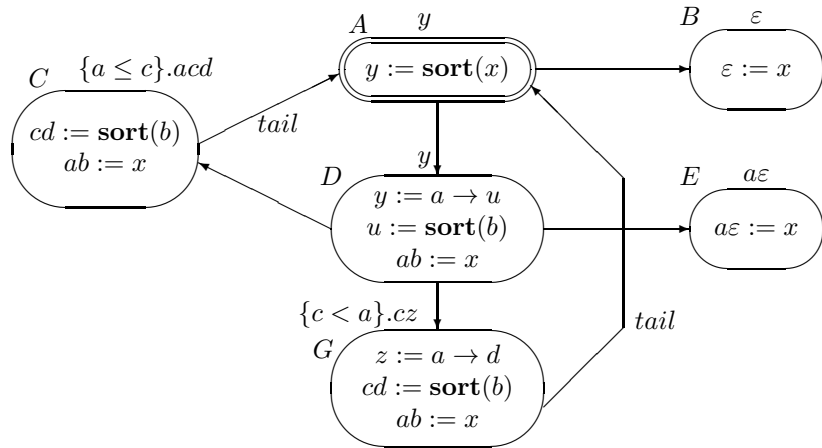 A
y
y := sort(x)
B
ε
ε := x
C
{a ≤ c}.acd
cd := sort(b)
ab := x
tail
D
y
y := a → u
u := sort(b)
ab := x
E
aε
aε := x
{c < a}.cz
G
z := a → d
cd := sort(b)
ab := x
tail